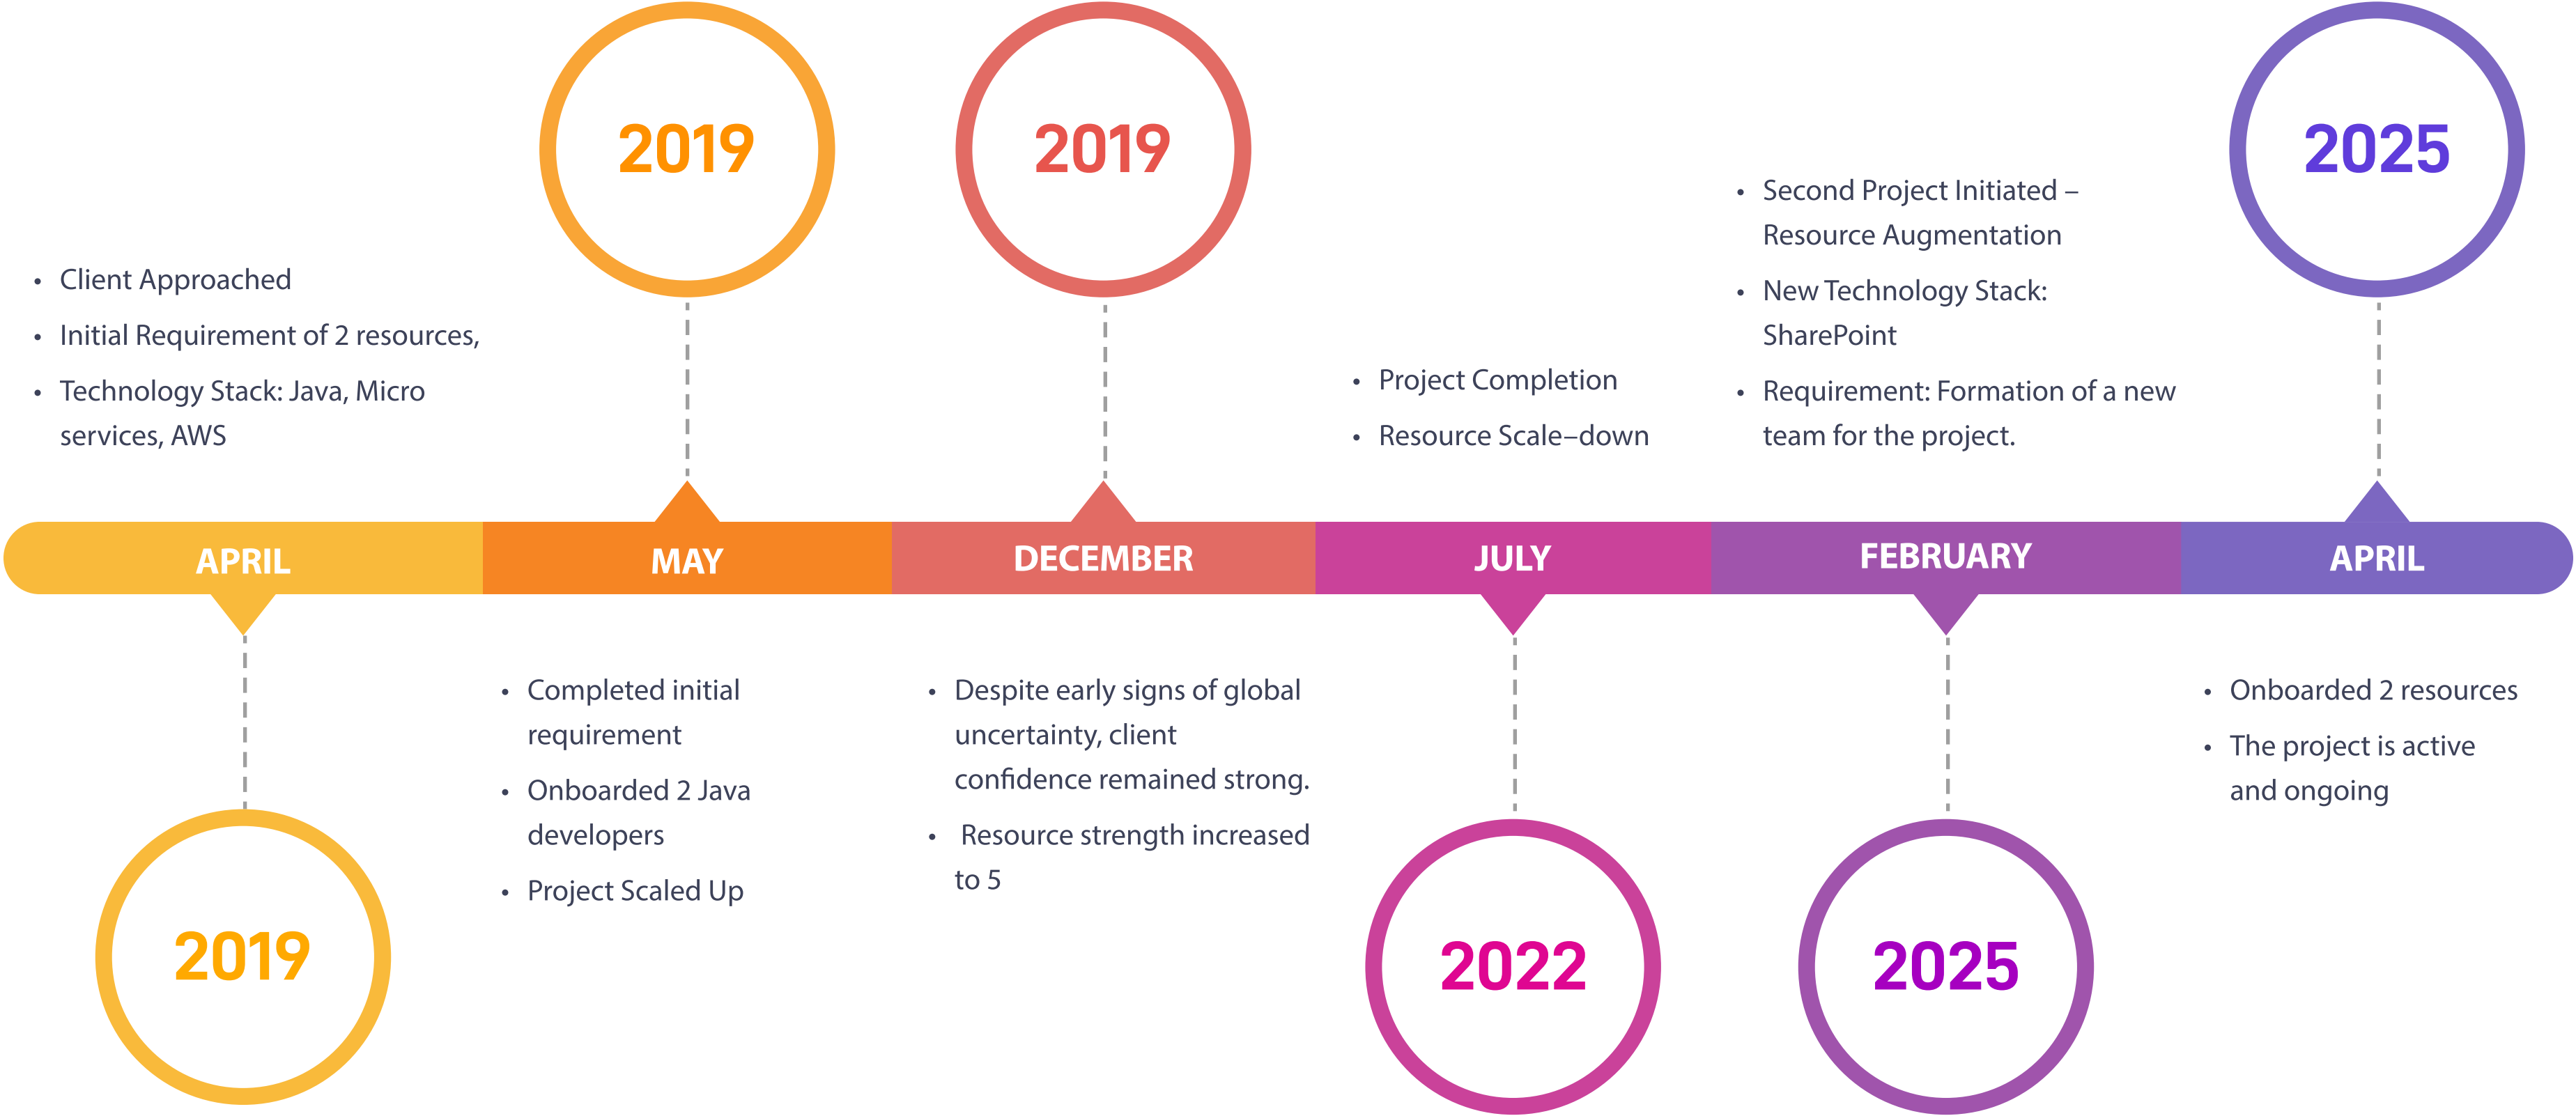 • Client Approached
• Initial Requirement of 2 resources,
• Technology Stack: Java, Micro
services, AWS
APRIL
2019
2019
MAY
• Completed initial
requirement
• Onboarded 2 Java
developers
• Project Scaled Up
2019
DECEMBER
• Despite early signs of global
uncertainty, client
confidence remained strong.
• Resource strength increased
to 5
• Project Completion
• Resource Scale–down
JULY
2022
• Second Project Initiated –
Resource Augmentation
• New Technology Stack:
SharePoint
• Requirement: Formation of a new
team for the project.
FEBRUARY
2025
2025
APRIL
• Onboarded 2 resources
• The project is active
and ongoing